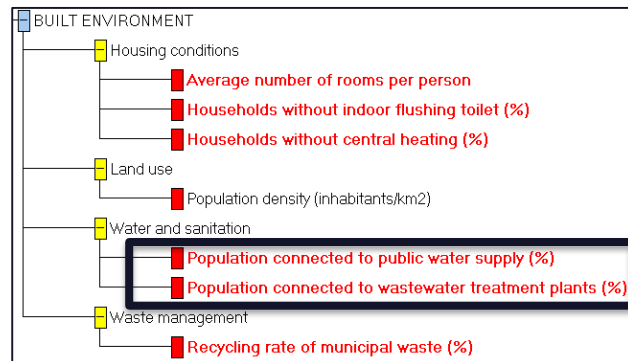 BUILT ENVIRONMENT
Housing conditions
Average number of rooms per person
Households without indoor flushing toilet (%)
Households without central heating (%)
Land use
Population density (inhabitants/km2)
Water and sanitation
Population connected to public water supply (%)
Population connected to wastewater treatment plants (%)
Waste management
Recycling rate of municipal waste (%)